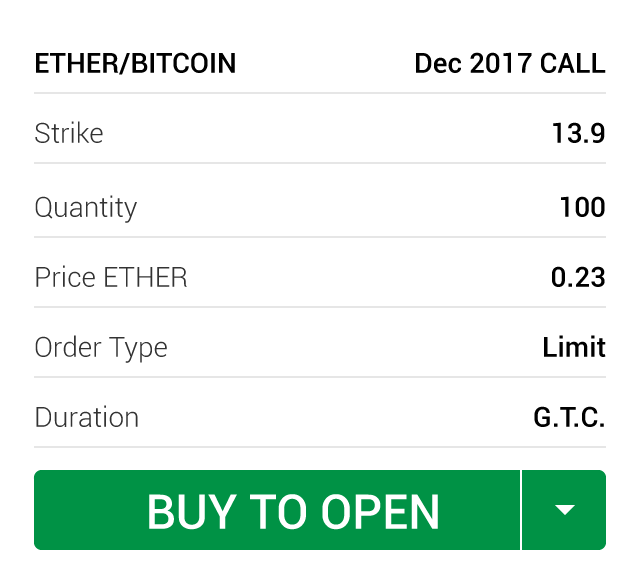 ETHER/BITCOIN Dec 2017 CALL
Strike 13.9
Quantity 100
Price ETHER 0.23
Order Type Limit
Duration G.T.C.
BUY TO OPEN